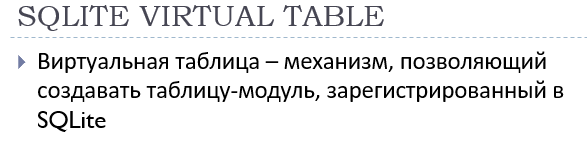 SQLITE VIRTUAL TABLE
Виртуальная таблица – механизм, позволяющий
создавать таблицу-модуль, зарегистрированный в
SQLite